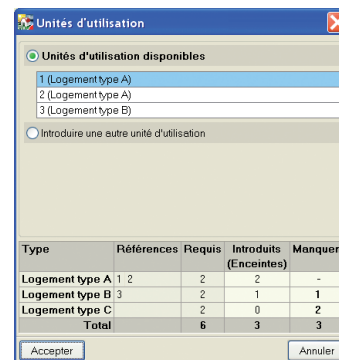 Unités d'utilisation
Unités d'utilisation disponibles
1 (Logement type A)
2 (Logement type A)
3 (Logement type B)
Introduire une autre unité d'utilisation
Type Références Requis Introduits (Enceintes) Manquer
Logement type A 1 2 2 2 -
Logement type B 3 2 1 1
Logement type C 2 0 2
Total 6 3 3
Accepter Annuler